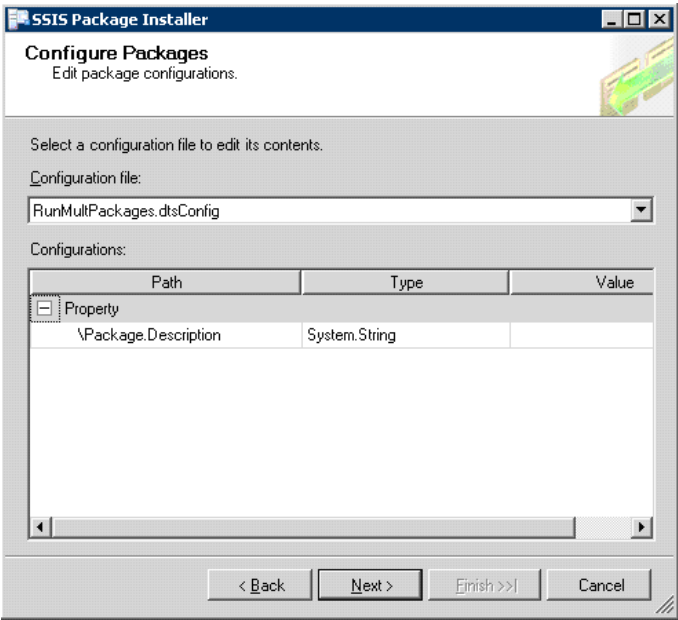 SSIS Package Installer
Configure Packages
Edit package configurations.
Select a configuration file to edit its contents.
Configuration file:
RunMultPackages.dtsConfig
Configurations:
Path Type Value
Property
\Package.Description System.String
< Back Next > Finish >>| Cancel